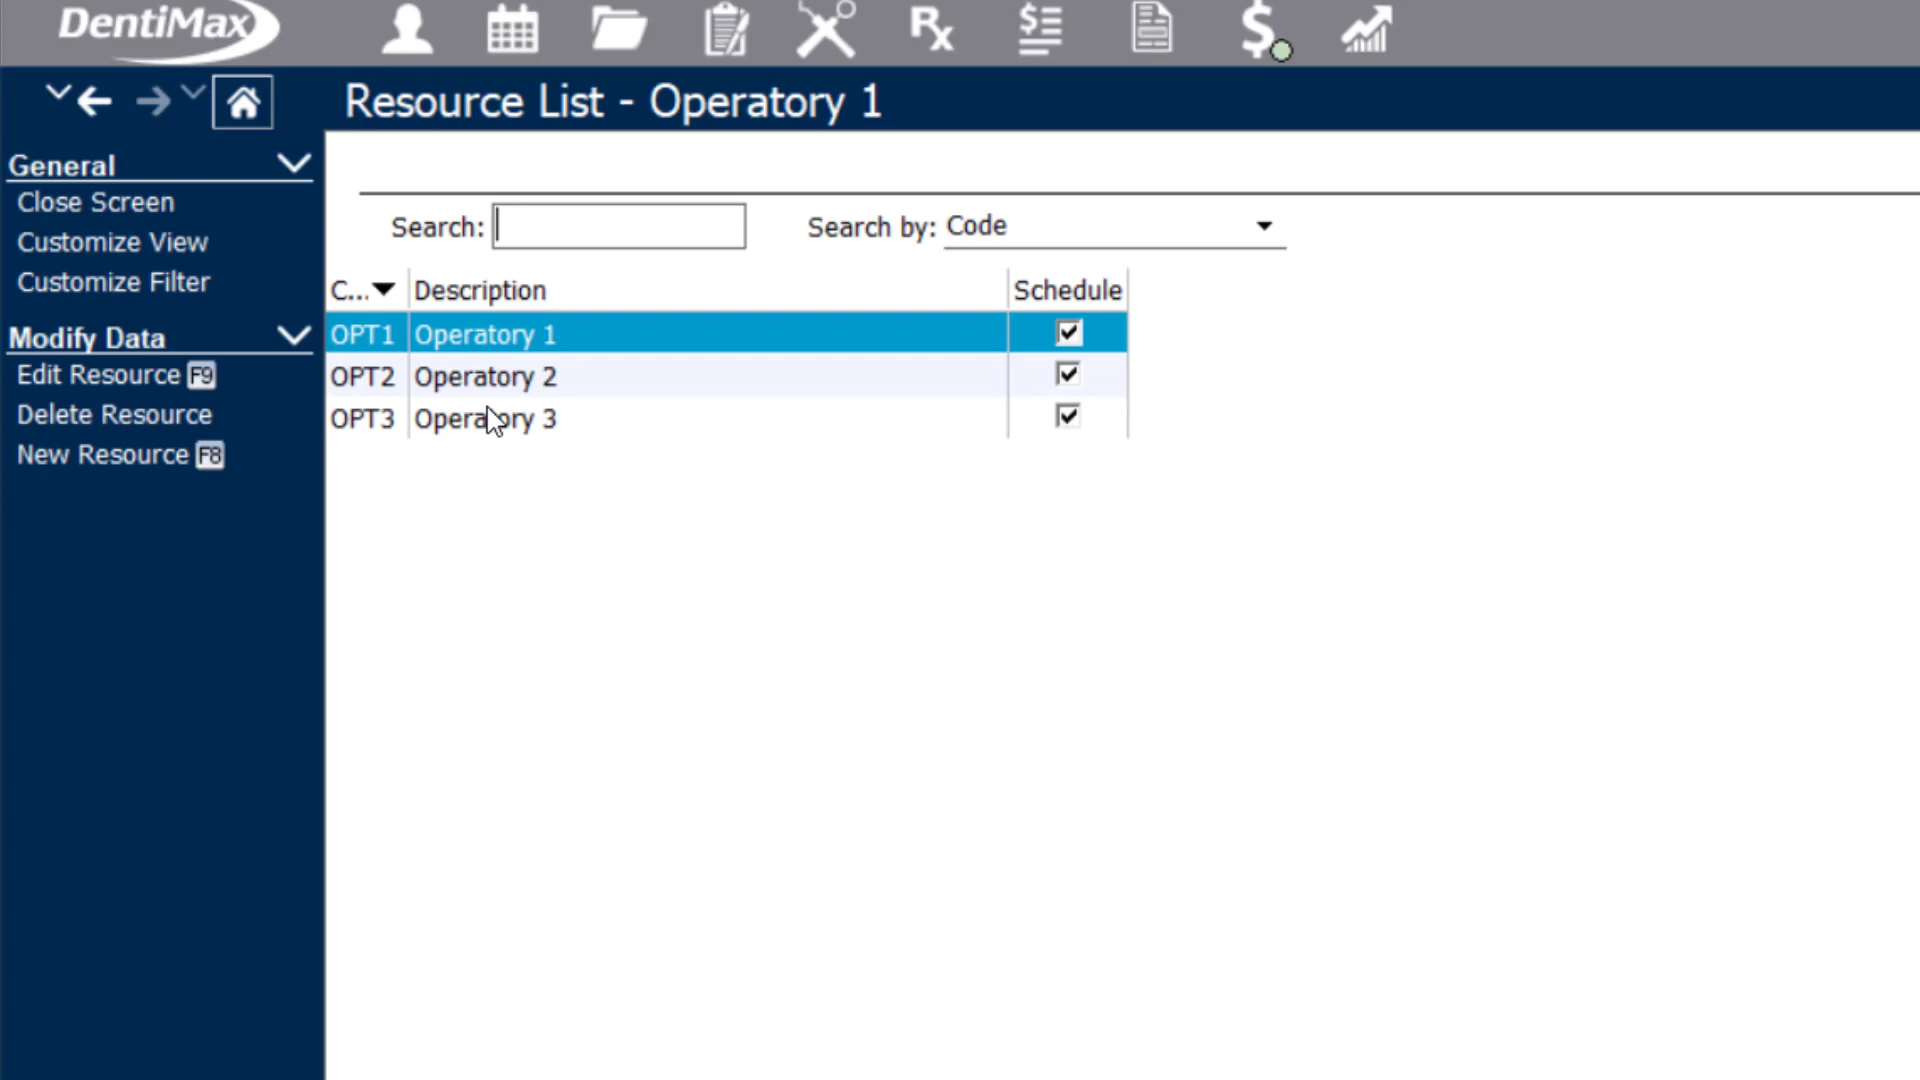 DentiMax
Rx
Resource List - Operatory 1
General
Close Screen
Customize View
Customize Filter
Modify Data
Edit Resource F9
Delete Resource
New Resource F8
Search:
Search by: Code
C... Description Schedule
OPT1 Operatory 1
OPT2 Operatory 2
OPT3 Operatory 3